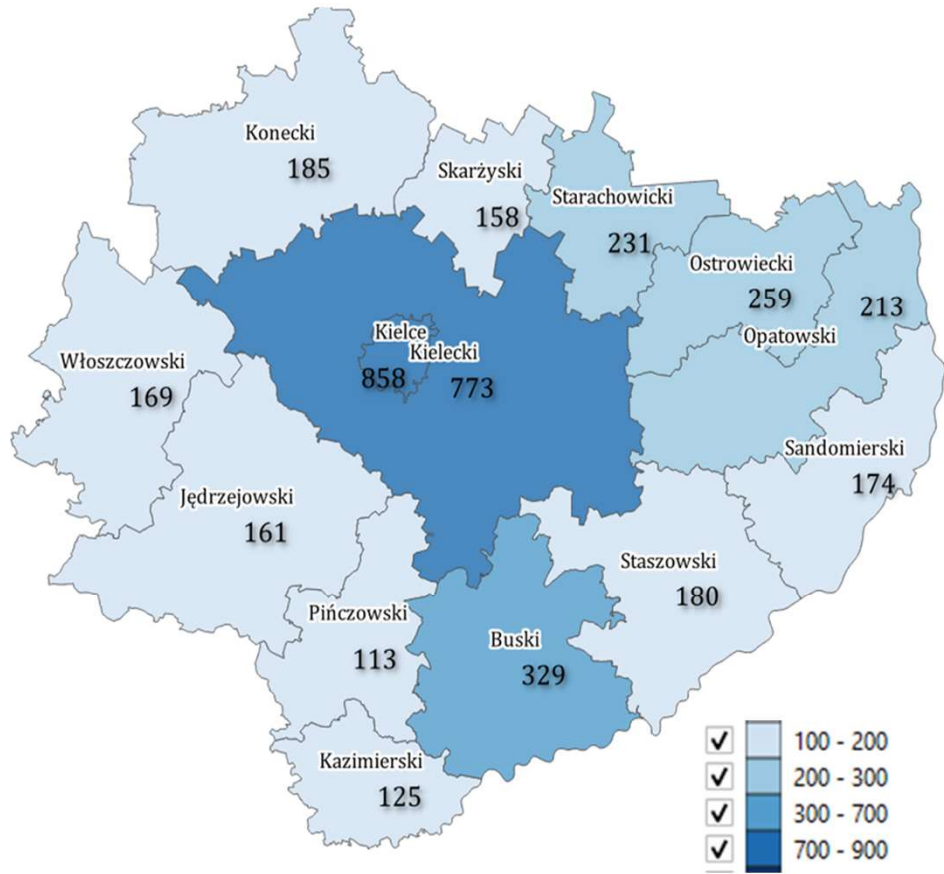 Konecki
185
Skarżyski
158
Starachowicki
231
Ostrowiecki
259
213
Opatowski
Kielce
Kielecki
858
773
Włoszczowski
169
Sandomierski
174
Jędrzejowski
161
Staszowski
180
Pińczowski
113
Buski
329
Kazimierski
125
100 - 200
200 - 300
300 - 700
700 - 900